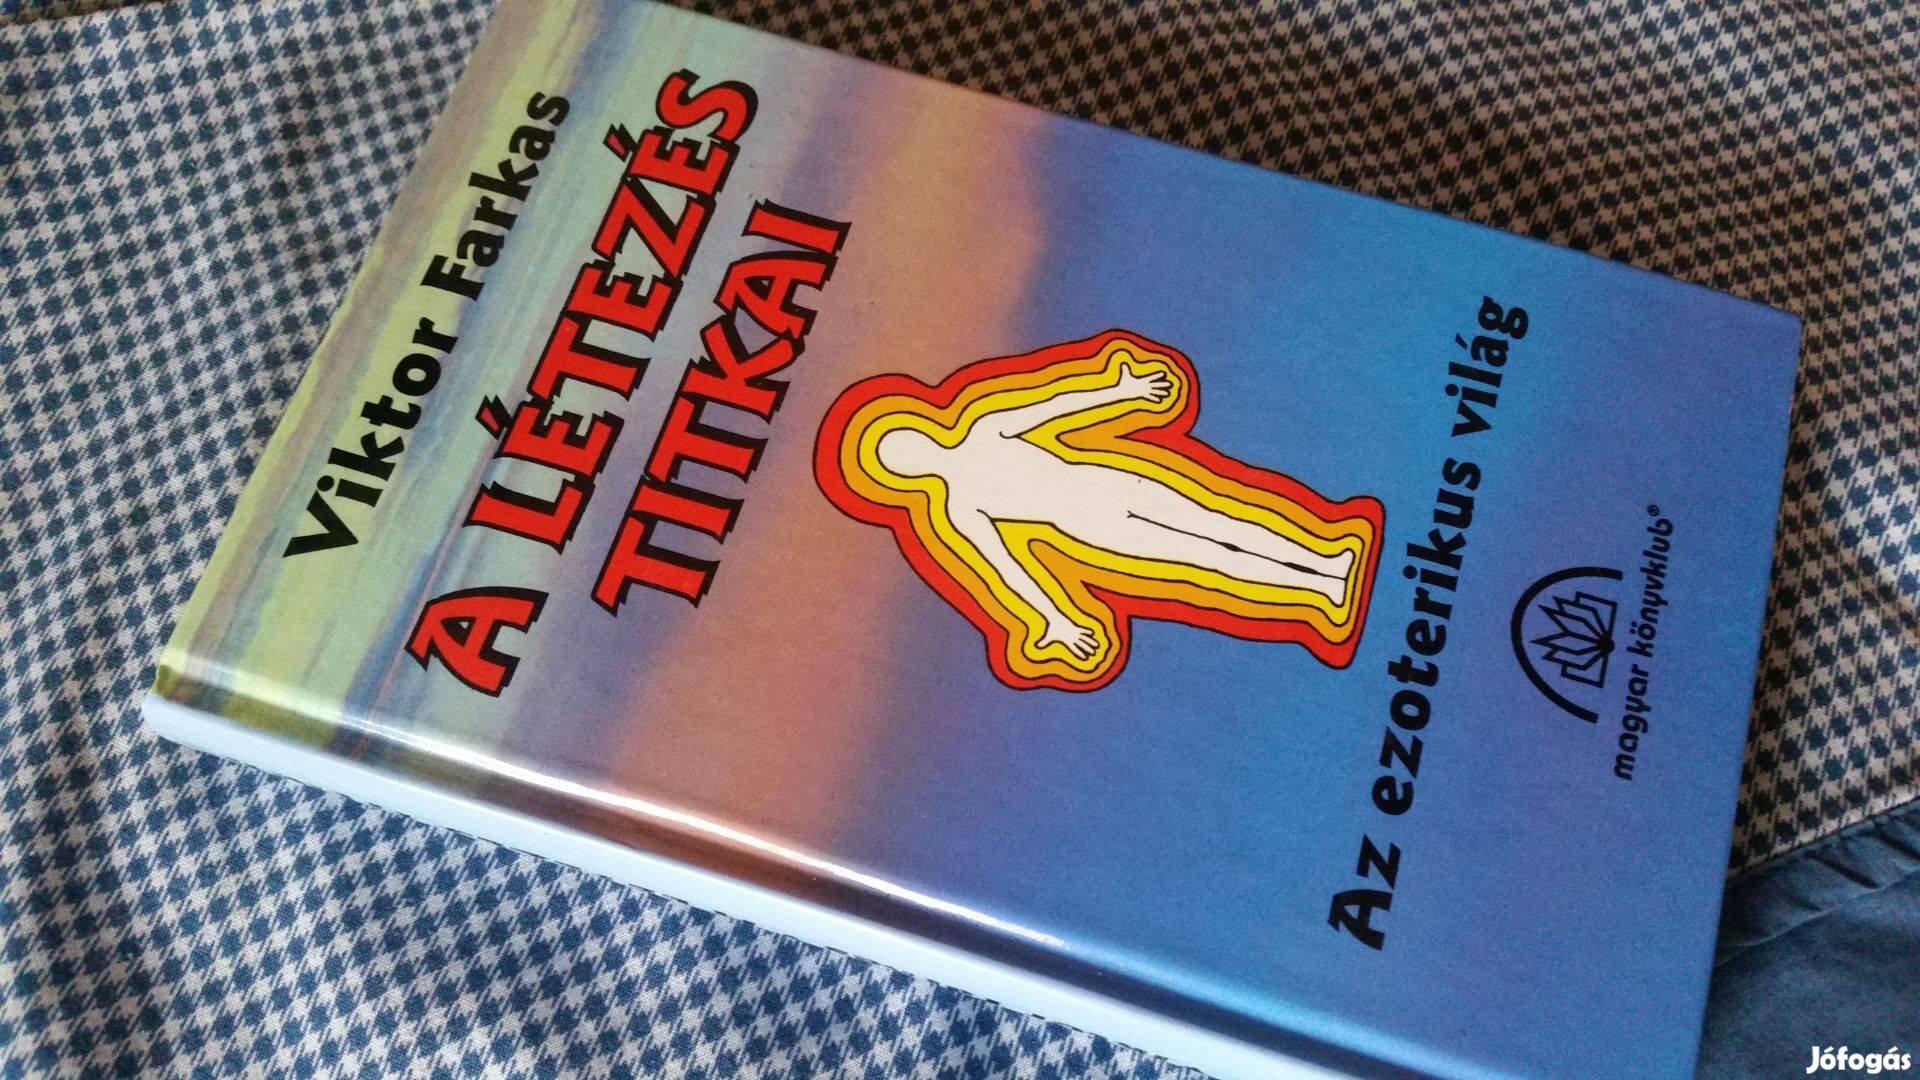 Viktor Farkas
A LÉTEZÉS
TITKAI
Az ezoterikus világ
magyar könyvklub®
Jófogás